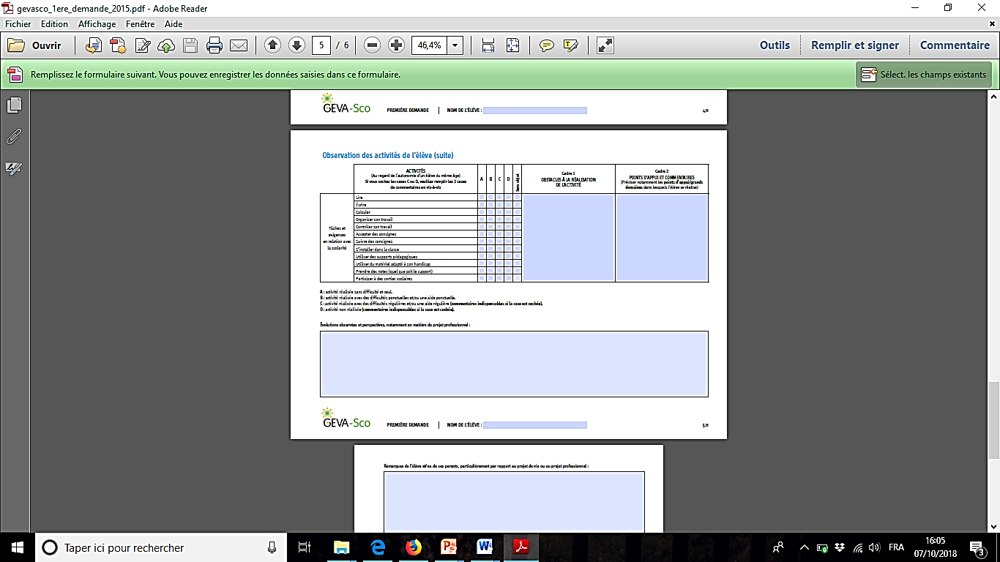 gevasco_1ere_demande_2015.pdf - Adobe Reader
Fichier Edition Affichage Fenêtre Aide
Ouvrir 5 / 6 46,4% Outils Remplir et signer Commentaire
Remplissez le formulaire suivant. Vous pouvez enregistrer les données saisies dans ce formulaire. Sélect. les champs existants
GEVA-Sco PREMIÈRE DEMANDE | NOM DE L'ÉLÈVE : 4/6
Observation des activités de l'élève (suite)
ACTIVITÉS
(Au regard de l'autonomie d'un élève du même âge)
Si vous cochez les cases C ou D, veuillez remplir les 2 cases
de commentaires en vis-à-vis
A B C D Sans objet
Cadre 1
OBSTACLES À LA RÉALISATION
DE L'ACTIVITÉ
Cadre 2
POINTS D'APPUI ET COMMENTAIRES
(Préciser notamment les points d'appui/grands
domaines dans lesquels l'élève se réalise)
Tâches et
exigences
en relation avec
la scolarité
Lire
Écrire
Calculer
Organiser son travail
Contrôler son travail
Accepter des consignes
Suivre des consignes
S'installer dans la classe
Utiliser des supports pédagogiques
Utiliser du matériel adapté à son handicap
Prendre des notes (quel que soit le support)
Participer à des sorties scolaires
A : activité réalisée sans difficulté et seul.
B : activité réalisée avec des difficultés ponctuelles et/ou une aide ponctuelle.
C : activité réalisée avec des difficultés régulières et/ou une aide régulière (commentaires indispensables si la case est cochée).
D : activité non réalisée (commentaires indispensables si la case est cochée).
Évolutions observées et perspectives, notamment en matière de projet professionnel :
GEVA-Sco PREMIÈRE DEMANDE | NOM DE L'ÉLÈVE : 5/6
Remarques de l'élève et/ou de ses parents, particulièrement par rapport au projet de vie ou au projet professionnel :
Taper ici pour rechercher FRA 16:05
07/10/2018 3